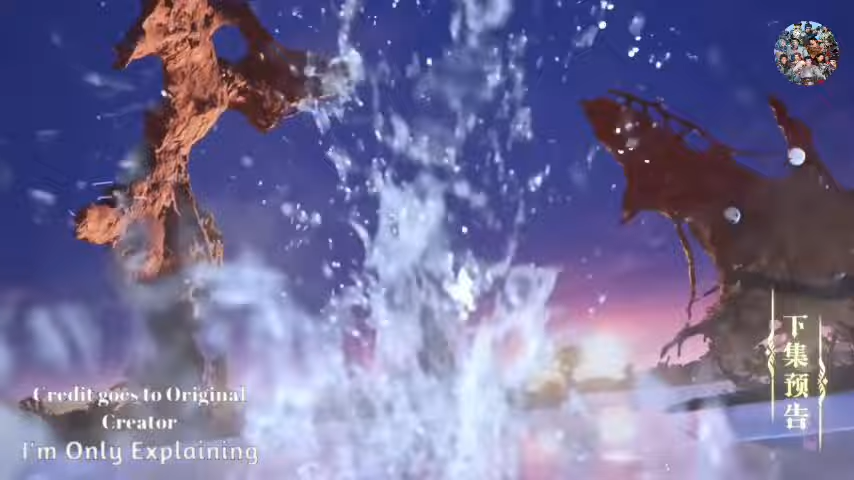 下集预告
Credit goes to Original
Creator
I'm Only Explaining